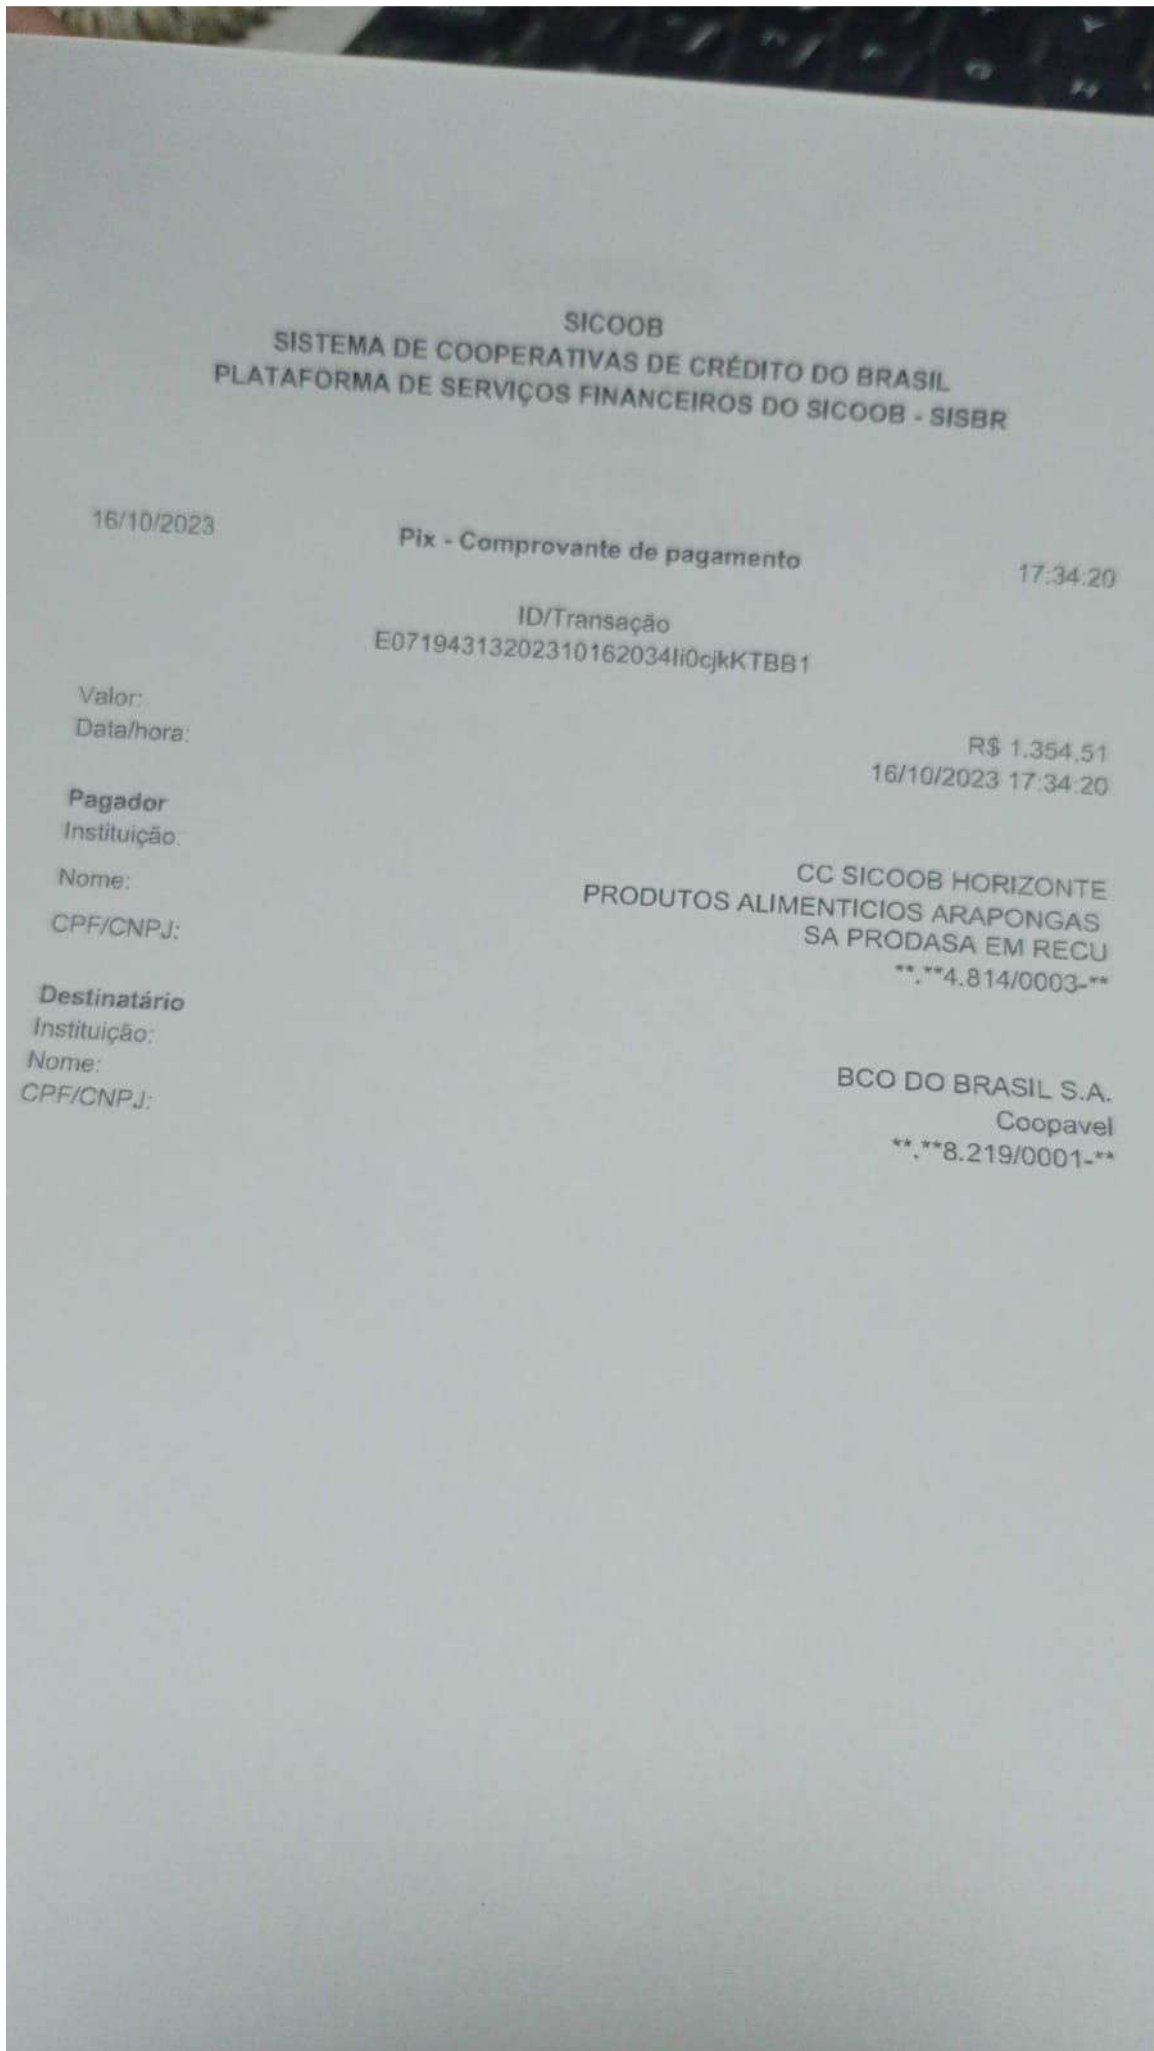 SICOOB
SISTEMA DE COOPERATIVAS DE CRÉDITO DO BRASIL
PLATAFORMA DE SERVIÇOS FINANCEIROS DO SICOOB - SISBR
16/10/2023 Pix - Comprovante de pagamento 17:34:20
ID/Transação
E07194313202310162034Ii0cjkKTBB1
Valor: R$ 1.354,51
Data/hora: 16/10/2023 17:34:20
Pagador
Instituição: CC SICOOB HORIZONTE
Nome: PRODUTOS ALIMENTICIOS ARAPONGAS
SA PRODASA EM RECU
CPF/CNPJ: **.**4.814/0003-**
Destinatário
Instituição: BCO DO BRASIL S.A.
Nome: Coopavel
CPF/CNPJ: **.**8.219/0001-**